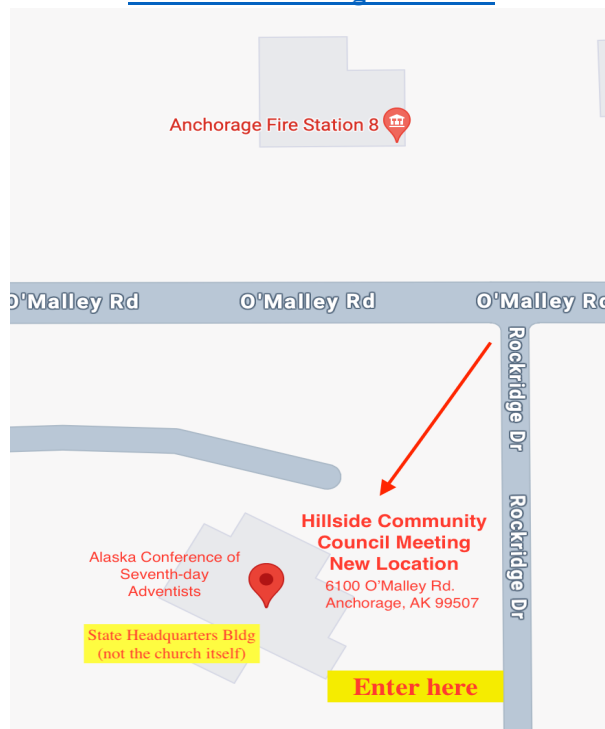 Anchorage Fire Station 8
O'Malley Rd O'Malley Rd O'Malley Rd
Rockridge Dr
Rockridge Dr
Hillside Community
Council Meeting
New Location
6100 O'Malley Rd.
Anchorage, AK 99507
Alaska Conference of
Seventh-day
Adventists
State Headquarters Bldg
(not the church itself)
Enter here